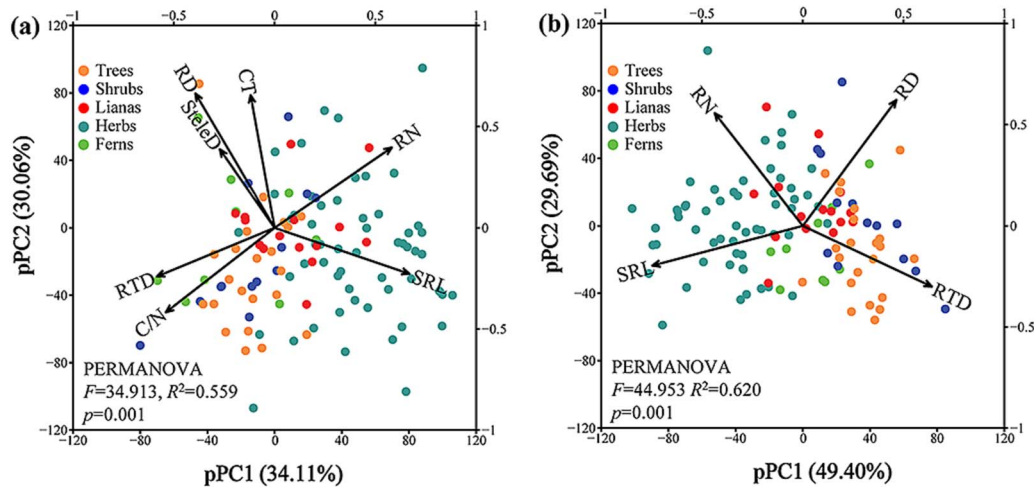 (a)
−1 −0.5 0 0.5 1
120 80 40 0 −40 −80 −120
pPC2 (30.06%)
Trees
Shrubs
Lianas
Herbs
Ferns
RD
SteleD
CT
RN
RTD
C/N
SRL
PERMANOVA
F=34.913, R²=0.559
p=0.001
1 0.5 0 −0.5 −1
−120 −80 −40 0 40 80 120
pPC1 (34.11%)
(b)
−1 −0.5 0 0.5 1
120 80 40 0 −40 −80 −120
pPC2 (29.69%)
Trees
Shrubs
Lianas
Herbs
Ferns
RN
RD
SRL
RTD
PERMANOVA
F=44.953 R²=0.620
p=0.001
1 0.5 0 −0.5 −1
−120 −80 −40 0 40 80 120
pPC1 (49.40%)